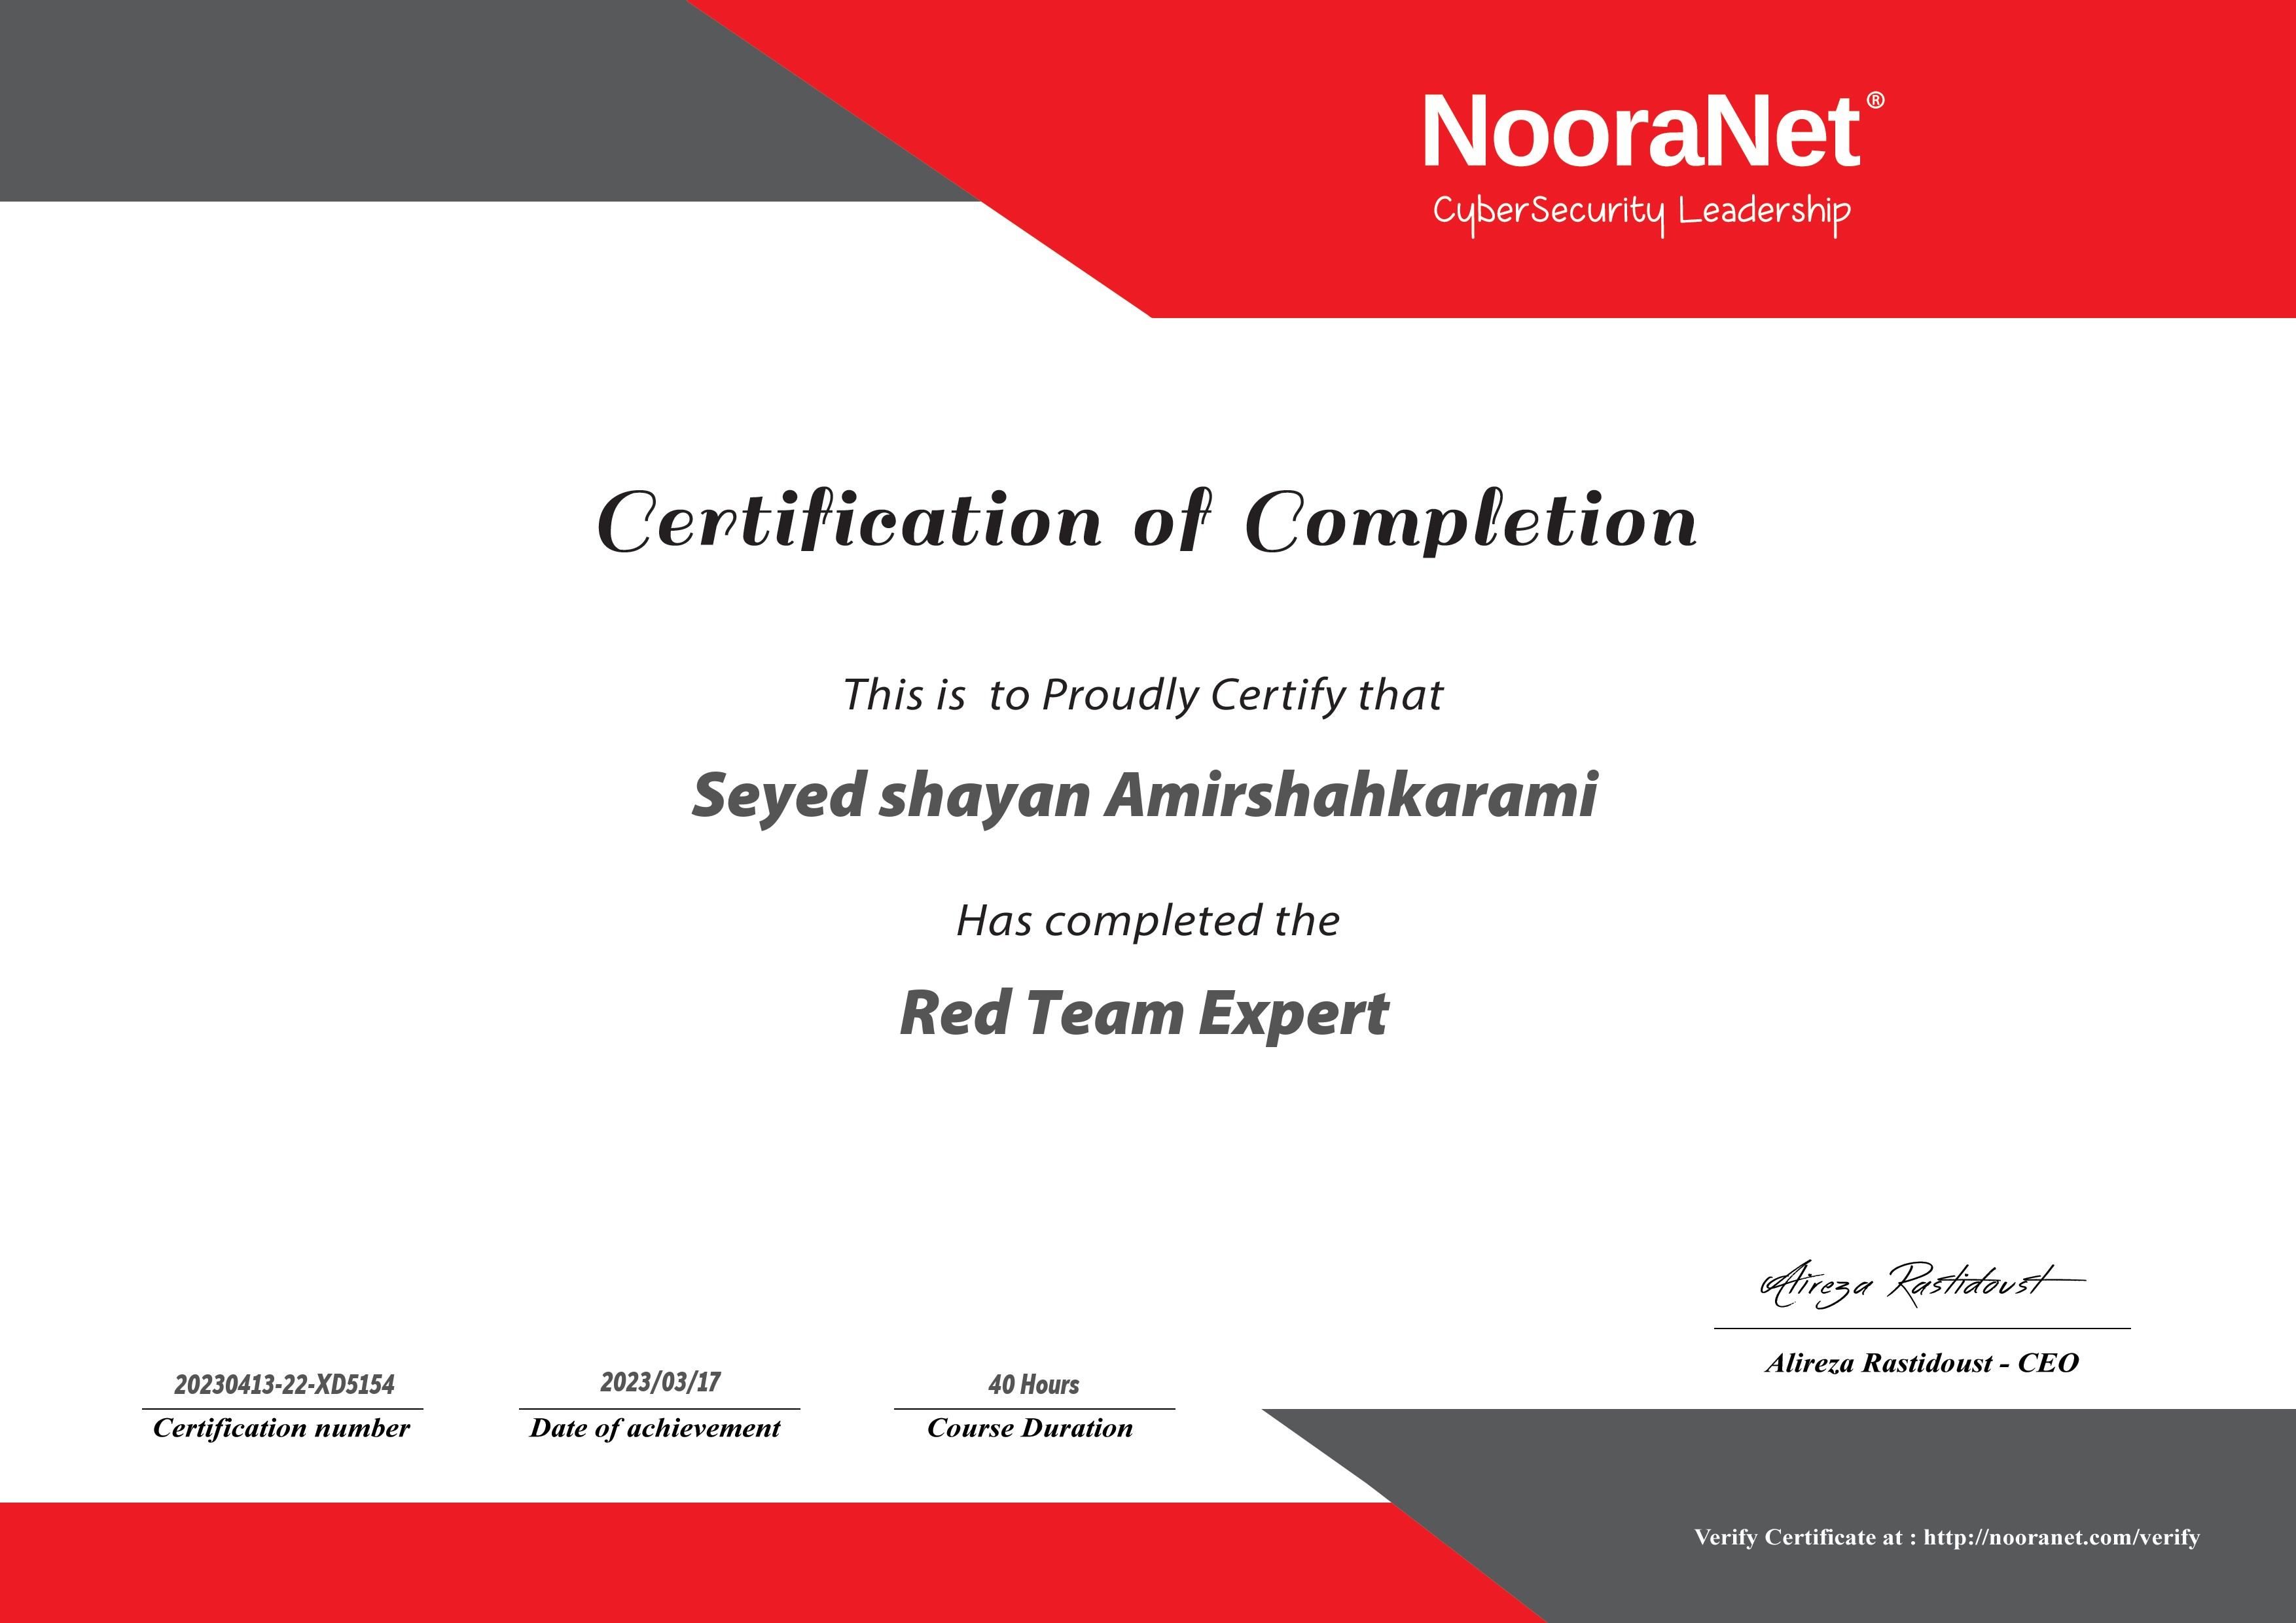 NooraNet®
CyberSecurity Leadership
Certification of Completion
This is to Proudly Certify that
Seyed shayan Amirshahkarami
Has completed the
Red Team Expert
Alireza Rastidoust
Alireza Rastidoust - CEO
20230413-22-XD5154
Certification number
2023/03/17
Date of achievement
40 Hours
Course Duration
Verify Certificate at : http://nooranet.com/verify